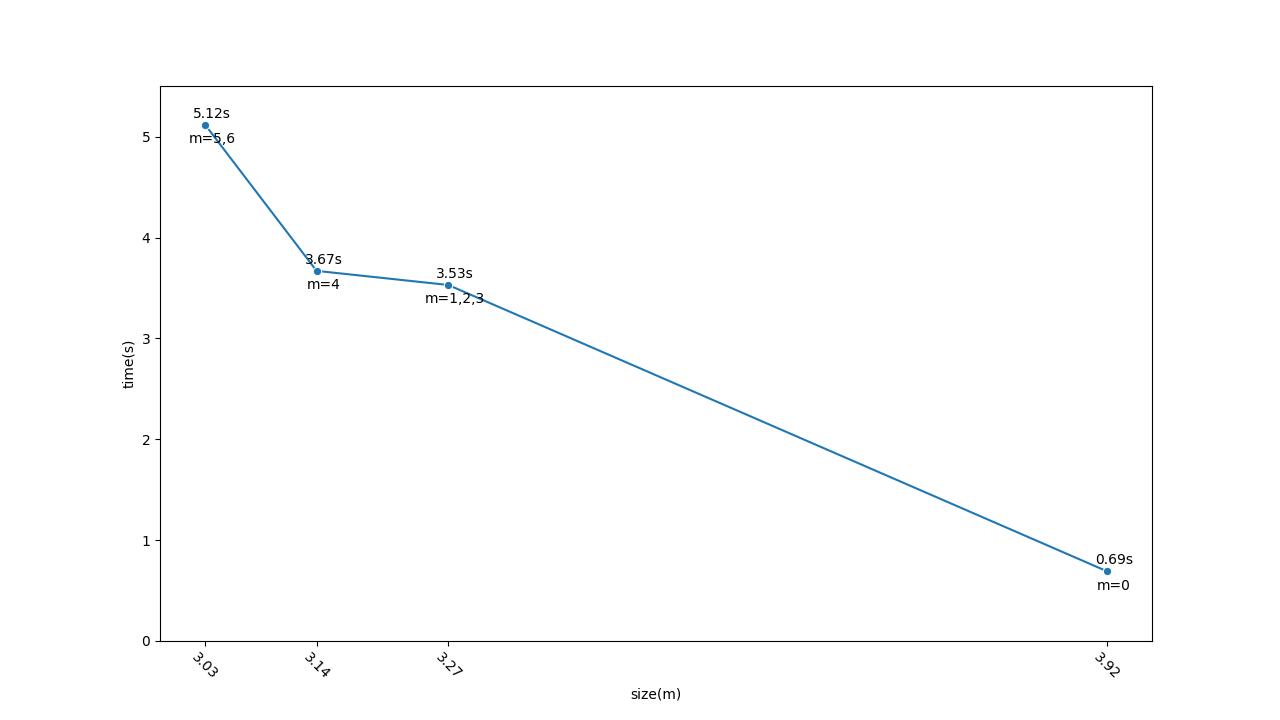 5.12s
m=5,6
3.67s
m=4
3.53s
m=1,2,3
0.69s
m=0
5
4
3
2
1
0
time(s)
3.03
3.14
3.27
3.92
size(m)